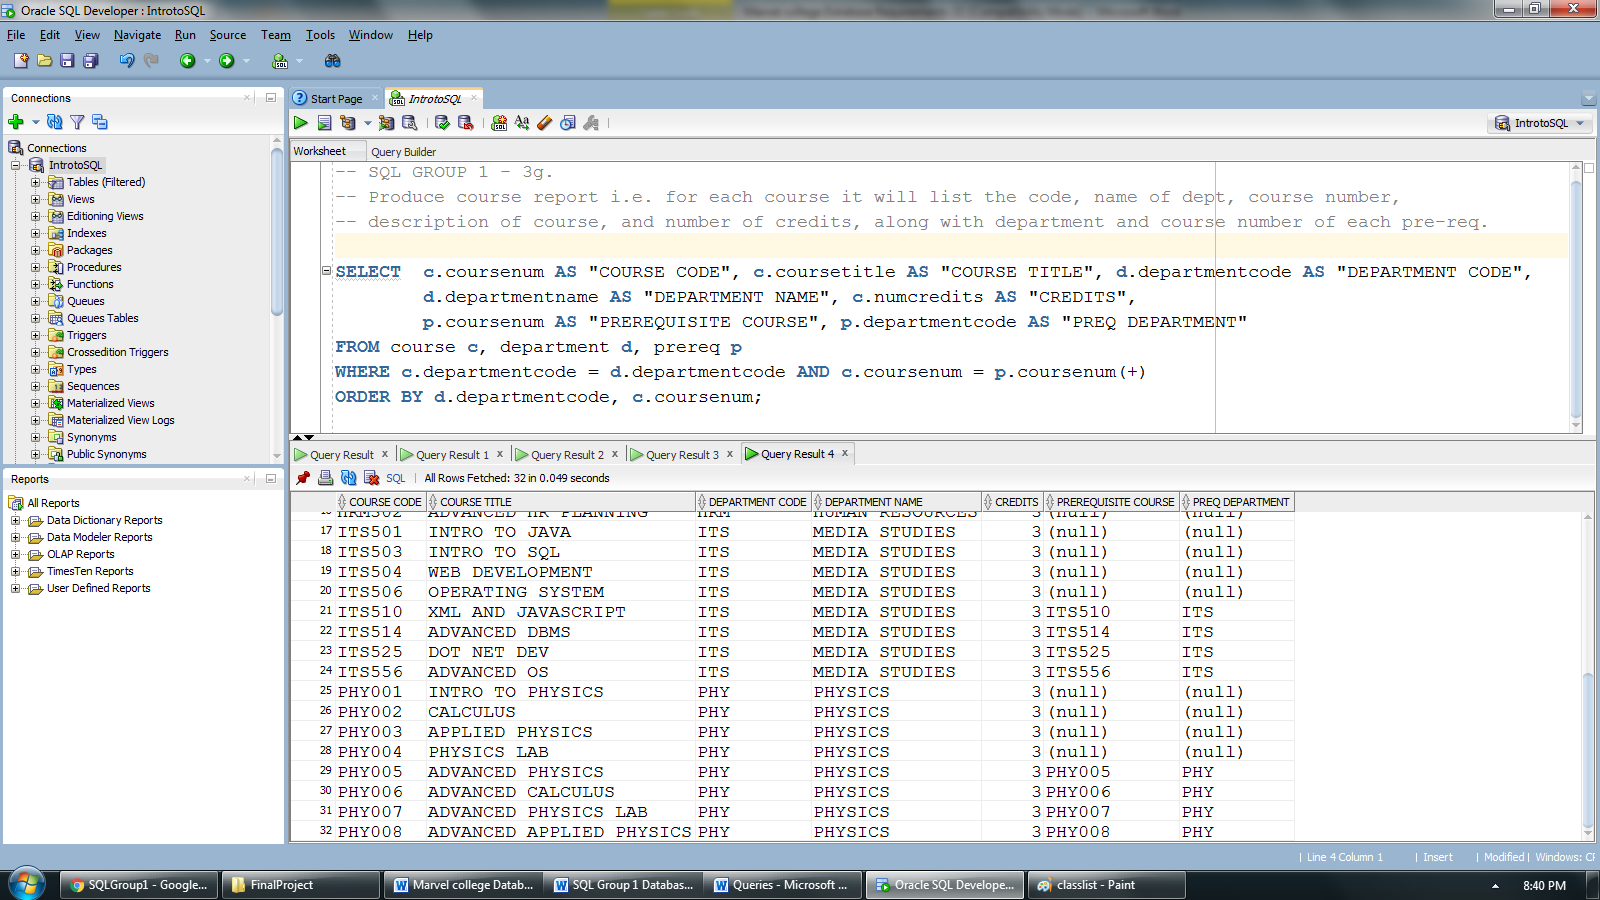 Oracle SQL Developer : IntrotoSQL
File Edit View Navigate Run Source Team Tools Window Help
Connections
Connections
IntrotoSQL
Tables (Filtered)
Views
Editioning Views
Indexes
Packages
Procedures
Functions
Queues
Queues Tables
Triggers
Crossedition Triggers
Types
Sequences
Materialized Views
Materialized View Logs
Synonyms
Public Synonyms
Reports
All Reports
Data Dictionary Reports
Data Modeler Reports
OLAP Reports
TimesTen Reports
User Defined Reports
Start Page IntrotoSQL
IntrotoSQL
Worksheet Query Builder
-- SQL GROUP 1 - 3g.
-- Produce course report i.e. for each course it will list the code, name of dept, course number,
-- description of course, and number of credits, along with department and course number of each pre-req.
SELECT c.coursenum AS "COURSE CODE", c.coursetitle AS "COURSE TITLE", d.departmentcode AS "DEPARTMENT CODE",
d.departmentname AS "DEPARTMENT NAME", c.numcredits AS "CREDITS",
p.coursenum AS "PREREQUISITE COURSE", p.departmentcode AS "PREQ DEPARTMENT"
FROM course c, department d, prereq p
WHERE c.departmentcode = d.departmentcode AND c.coursenum = p.coursenum(+)
ORDER BY d.departmentcode, c.coursenum;
Query Result x Query Result 1 x Query Result 2 x Query Result 3 x Query Result 4 x
SQL All Rows Fetched: 32 in 0.049 seconds
COURSE CODE COURSE TITLE DEPARTMENT CODE DEPARTMENT NAME CREDITS PREREQUISITE COURSE PREQ DEPARTMENT
16 HRM502 ADVANCED HR PLANNING HRM HUMAN RESOURCES 3 (null) (null)
17 ITS501 INTRO TO JAVA ITS MEDIA STUDIES 3 (null) (null)
18 ITS503 INTRO TO SQL ITS MEDIA STUDIES 3 (null) (null)
19 ITS504 WEB DEVELOPMENT ITS MEDIA STUDIES 3 (null) (null)
20 ITS506 OPERATING SYSTEM ITS MEDIA STUDIES 3 (null) (null)
21 ITS510 XML AND JAVASCRIPT ITS MEDIA STUDIES 3 ITS510 ITS
22 ITS514 ADVANCED DBMS ITS MEDIA STUDIES 3 ITS514 ITS
23 ITS525 DOT NET DEV ITS MEDIA STUDIES 3 ITS525 ITS
24 ITS556 ADVANCED OS ITS MEDIA STUDIES 3 ITS556 ITS
25 PHY001 INTRO TO PHYSICS PHY PHYSICS 3 (null) (null)
26 PHY002 CALCULUS PHY PHYSICS 3 (null) (null)
27 PHY003 APPLIED PHYSICS PHY PHYSICS 3 (null) (null)
28 PHY004 PHYSICS LAB PHY PHYSICS 3 (null) (null)
29 PHY005 ADVANCED PHYSICS PHY PHYSICS 3 PHY005 PHY
30 PHY006 ADVANCED CALCULUS PHY PHYSICS 3 PHY006 PHY
31 PHY007 ADVANCED PHYSICS LAB PHY PHYSICS 3 PHY007 PHY
32 PHY008 ADVANCED APPLIED PHYSICS PHY PHYSICS 3 PHY008 PHY
Line 4 Column 1 Insert Modified Windows: CR
SQLGroup1 - Google... FinalProject Marvel college Datab... SQL Group 1 Databas... Queries - Microsoft ... Oracle SQL Develope... classlist - Paint 8:40 PM